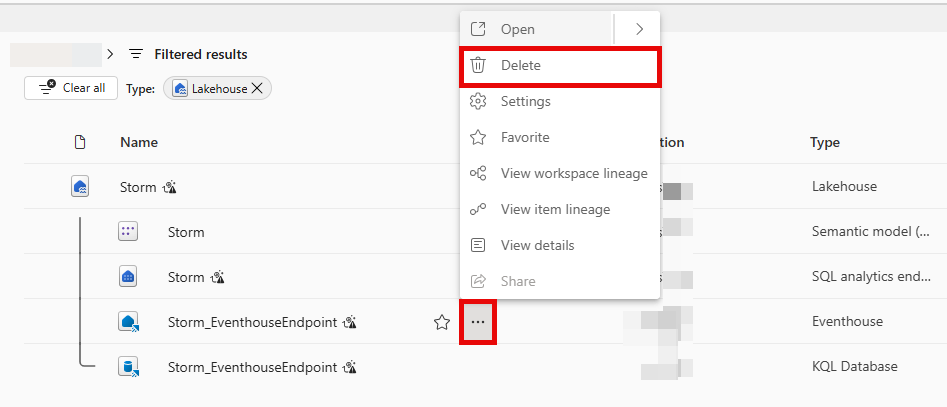 Open
Filtered results
Delete
Clear all Type: Lakehouse
Settings
Favorite
Name tion Type
View workspace lineage
Storm s Lakehouse
View item lineage
Storm s Semantic model (...
View details
Storm s SQL analytics end...
Share
Storm_EventhouseEndpoint ... Eventhouse
Storm_EventhouseEndpoint KQL Database